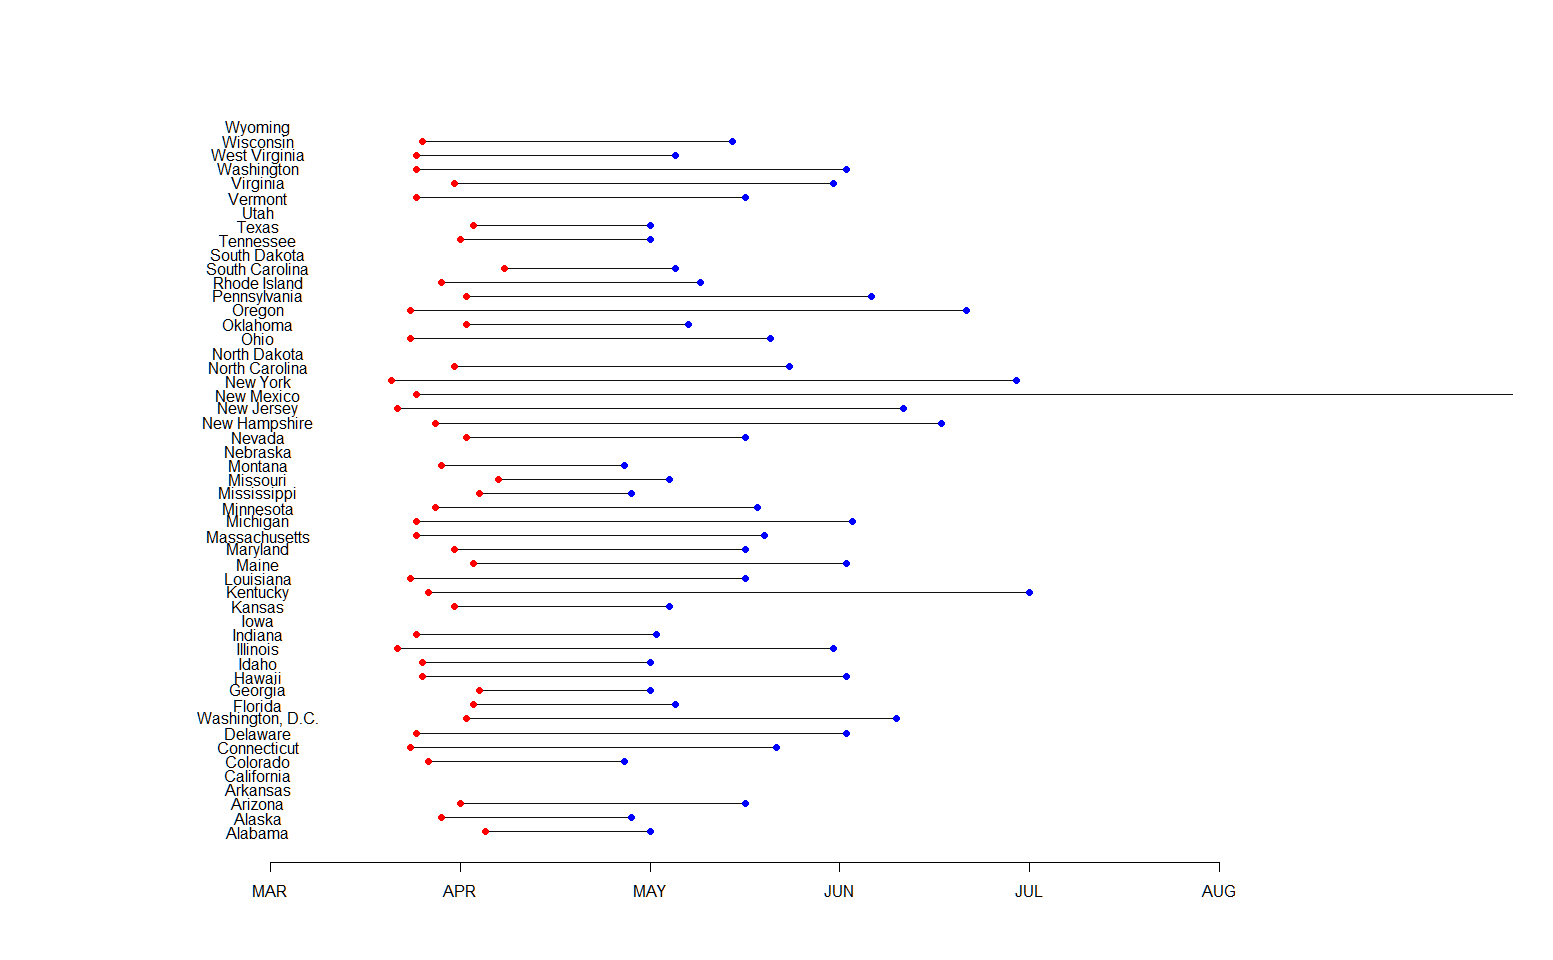 Wyoming
Wisconsin
West Virginia
Washington
Virginia
Vermont
Utah
Texas
Tennessee
South Dakota
South Carolina
Rhode Island
Pennsylvania
Oregon
Oklahoma
Ohio
North Dakota
North Carolina
New York
New Mexico
New Jersey
New Hampshire
Nevada
Nebraska
Montana
Missouri
Mississippi
Minnesota
Michigan
Massachusetts
Maryland
Maine
Louisiana
Kentucky
Kansas
Iowa
Indiana
Illinois
Idaho
Hawaii
Georgia
Florida
Washington, D.C.
Delaware
Connecticut
Colorado
California
Arkansas
Arizona
Alaska
Alabama
MAR APR MAY JUN JUL AUG